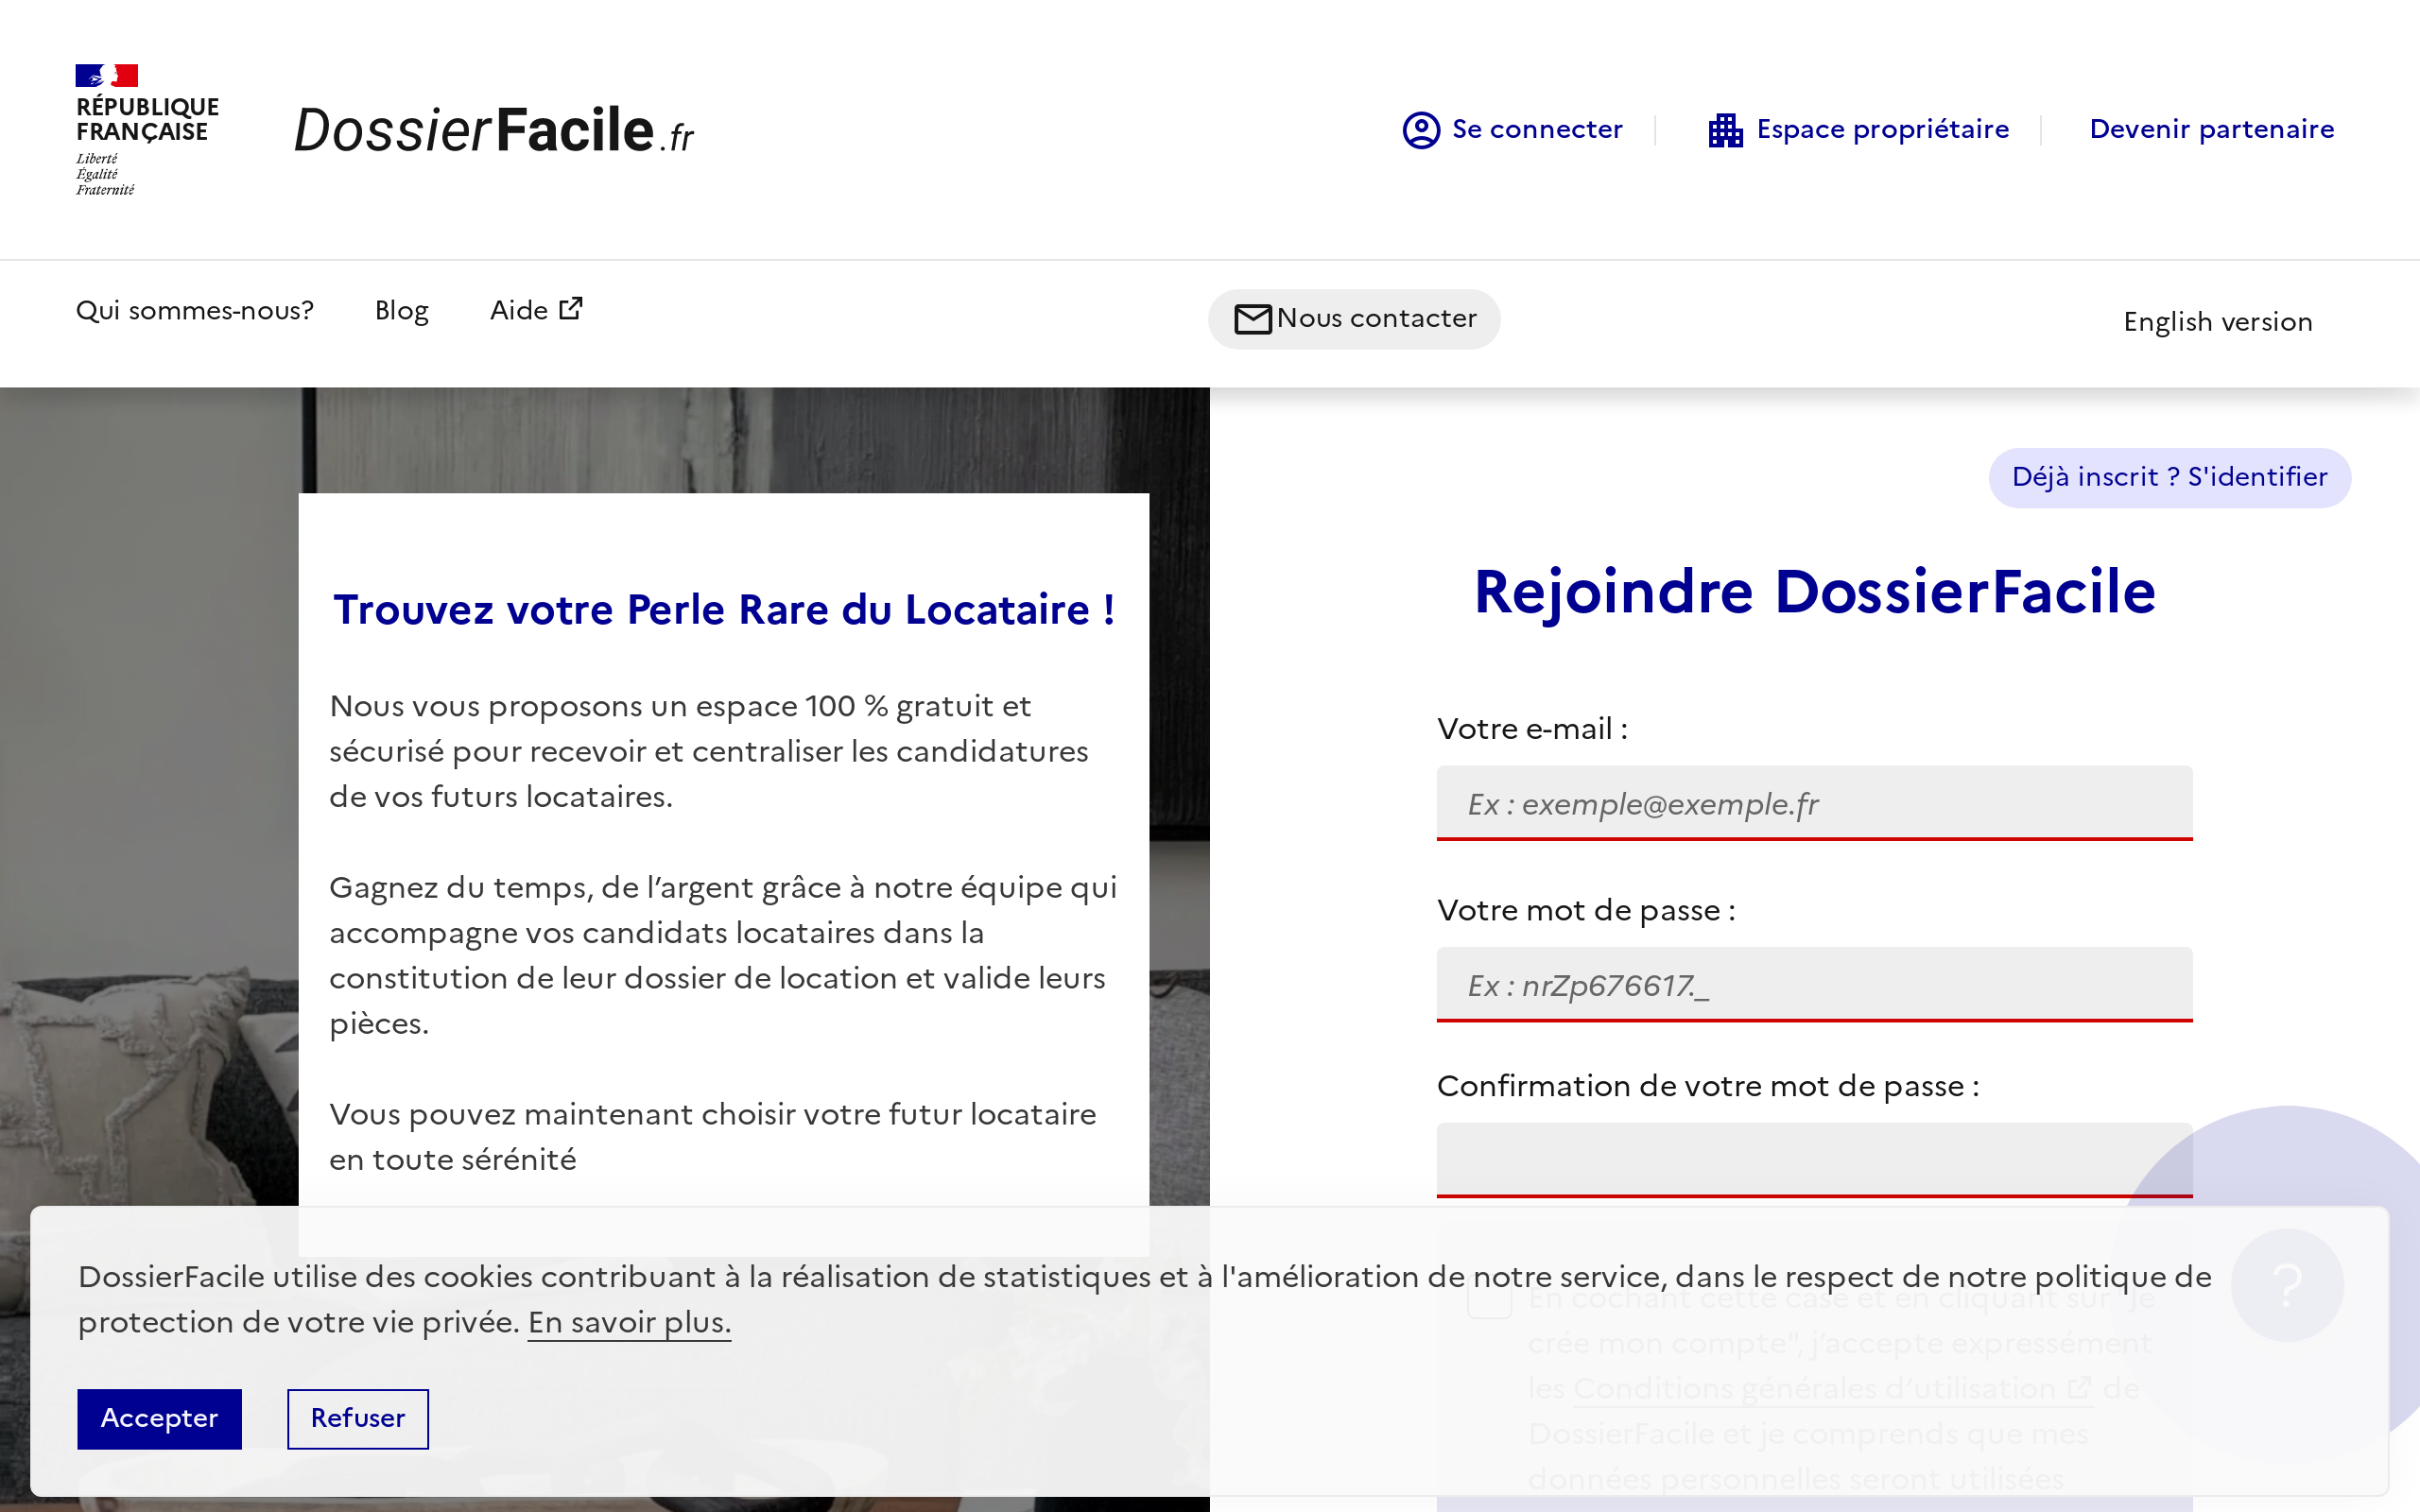 RÉPUBLIQUE
FRANÇAISE
Liberté
Égalité
Fraternité
DossierFacile.fr
Se connecter
Espace propriétaire
Devenir partenaire
Qui sommes-nous?
Blog
Aide
Nous contacter
English version
Trouvez votre Perle Rare du Locataire !
Nous vous proposons un espace 100 % gratuit et
sécurisé pour recevoir et centraliser les candidatures
de vos futurs locataires.
Gagnez du temps, de l’argent grâce à notre équipe qui
accompagne vos candidats locataires dans la
constitution de leur dossier de location et valide leurs
pièces.
Vous pouvez maintenant choisir votre futur locataire
en toute sérénité
Déjà inscrit ? S'identifier
Rejoindre DossierFacile
Votre e-mail :
Ex : exemple@exemple.fr
Votre mot de passe :
Ex : nrZp676617._
Confirmation de votre mot de passe :
En cochant cette case et en cliquant sur "Je
crée mon compte", j’accepte expressément
les Conditions générales d’utilisation de
DossierFacile et je comprends que mes
données personnelles seront utilisées
?
DossierFacile utilise des cookies contribuant à la réalisation de statistiques et à l'amélioration de notre service, dans le respect de notre politique de
protection de votre vie privée. En savoir plus.
Accepter
Refuser